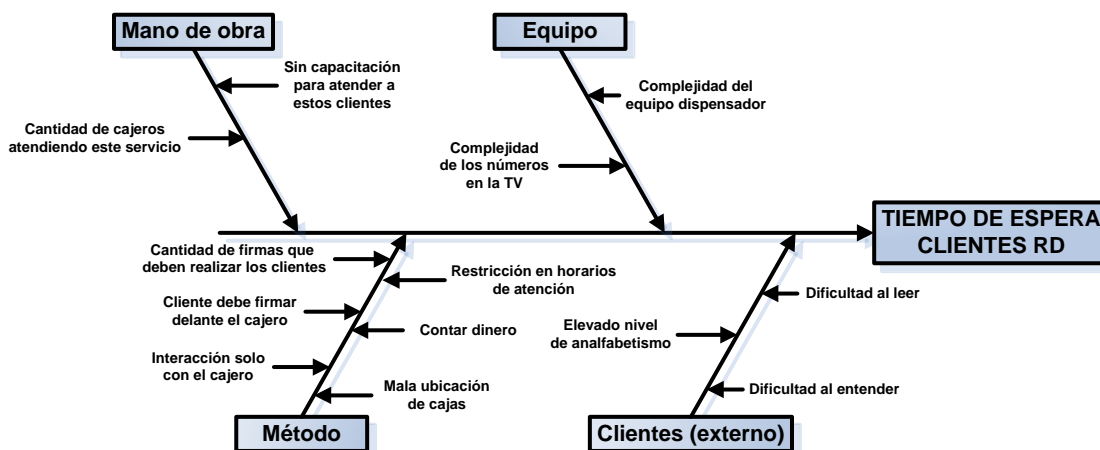 Mano de obra
Equipo
Sin capacitación
para atender a
estos clientes
Cantidad de cajeros
atendiendo este servicio
Complejidad del
equipo dispensador
Complejidad
de los números
en la TV
TIEMPO DE ESPERA
CLIENTES RD
Cantidad de firmas que
deben realizar los clientes
Restricción en horarios
de atención
Cliente debe firmar
delante el cajero
Contar dinero
Interacción solo
con el cajero
Mala ubicación
de cajas
Dificultad al leer
Elevado nivel
de analfabetismo
Dificultad al entender
Método
Clientes (externo)